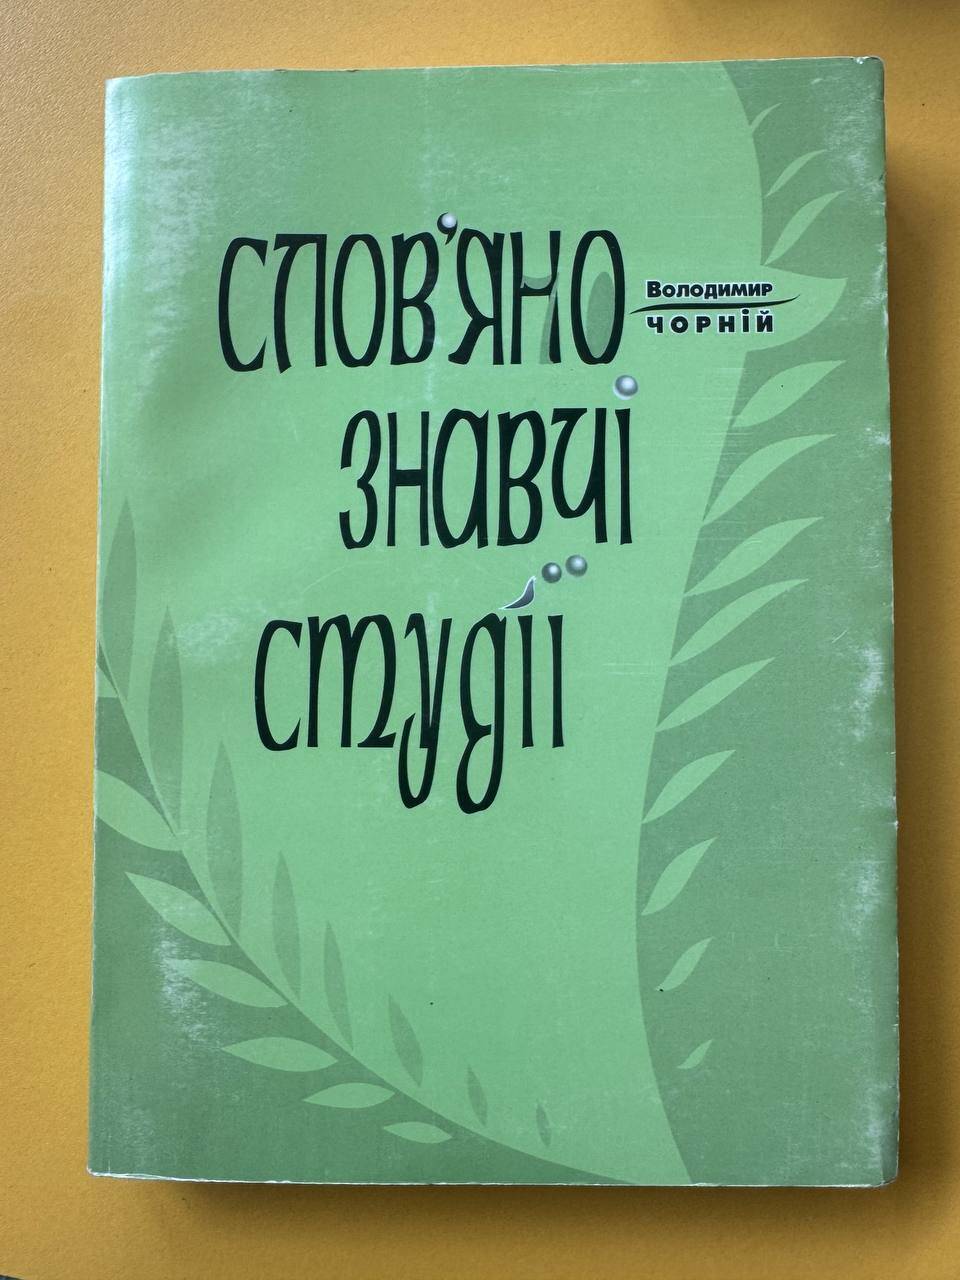 слов'яно
знавчі
студії
Володимир
ЧОРНІЙ